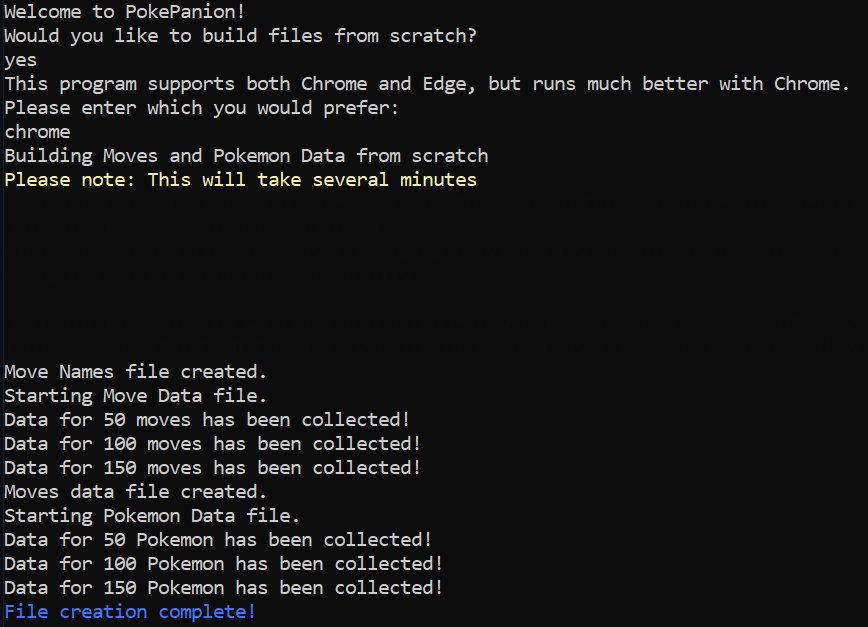 Welcome to PokePanion!
Would you like to build files from scratch?
yes
This program supports both Chrome and Edge, but runs much better with Chrome.
Please enter which you would prefer:
chrome
Building Moves and Pokemon Data from scratch
Please note: This will take several minutes
Move Names file created.
Starting Move Data file.
Data for 50 moves has been collected!
Data for 100 moves has been collected!
Data for 150 moves has been collected!
Moves data file created.
Starting Pokemon Data file.
Data for 50 Pokemon has been collected!
Data for 100 Pokemon has been collected!
Data for 150 Pokemon has been collected!
File creation complete!